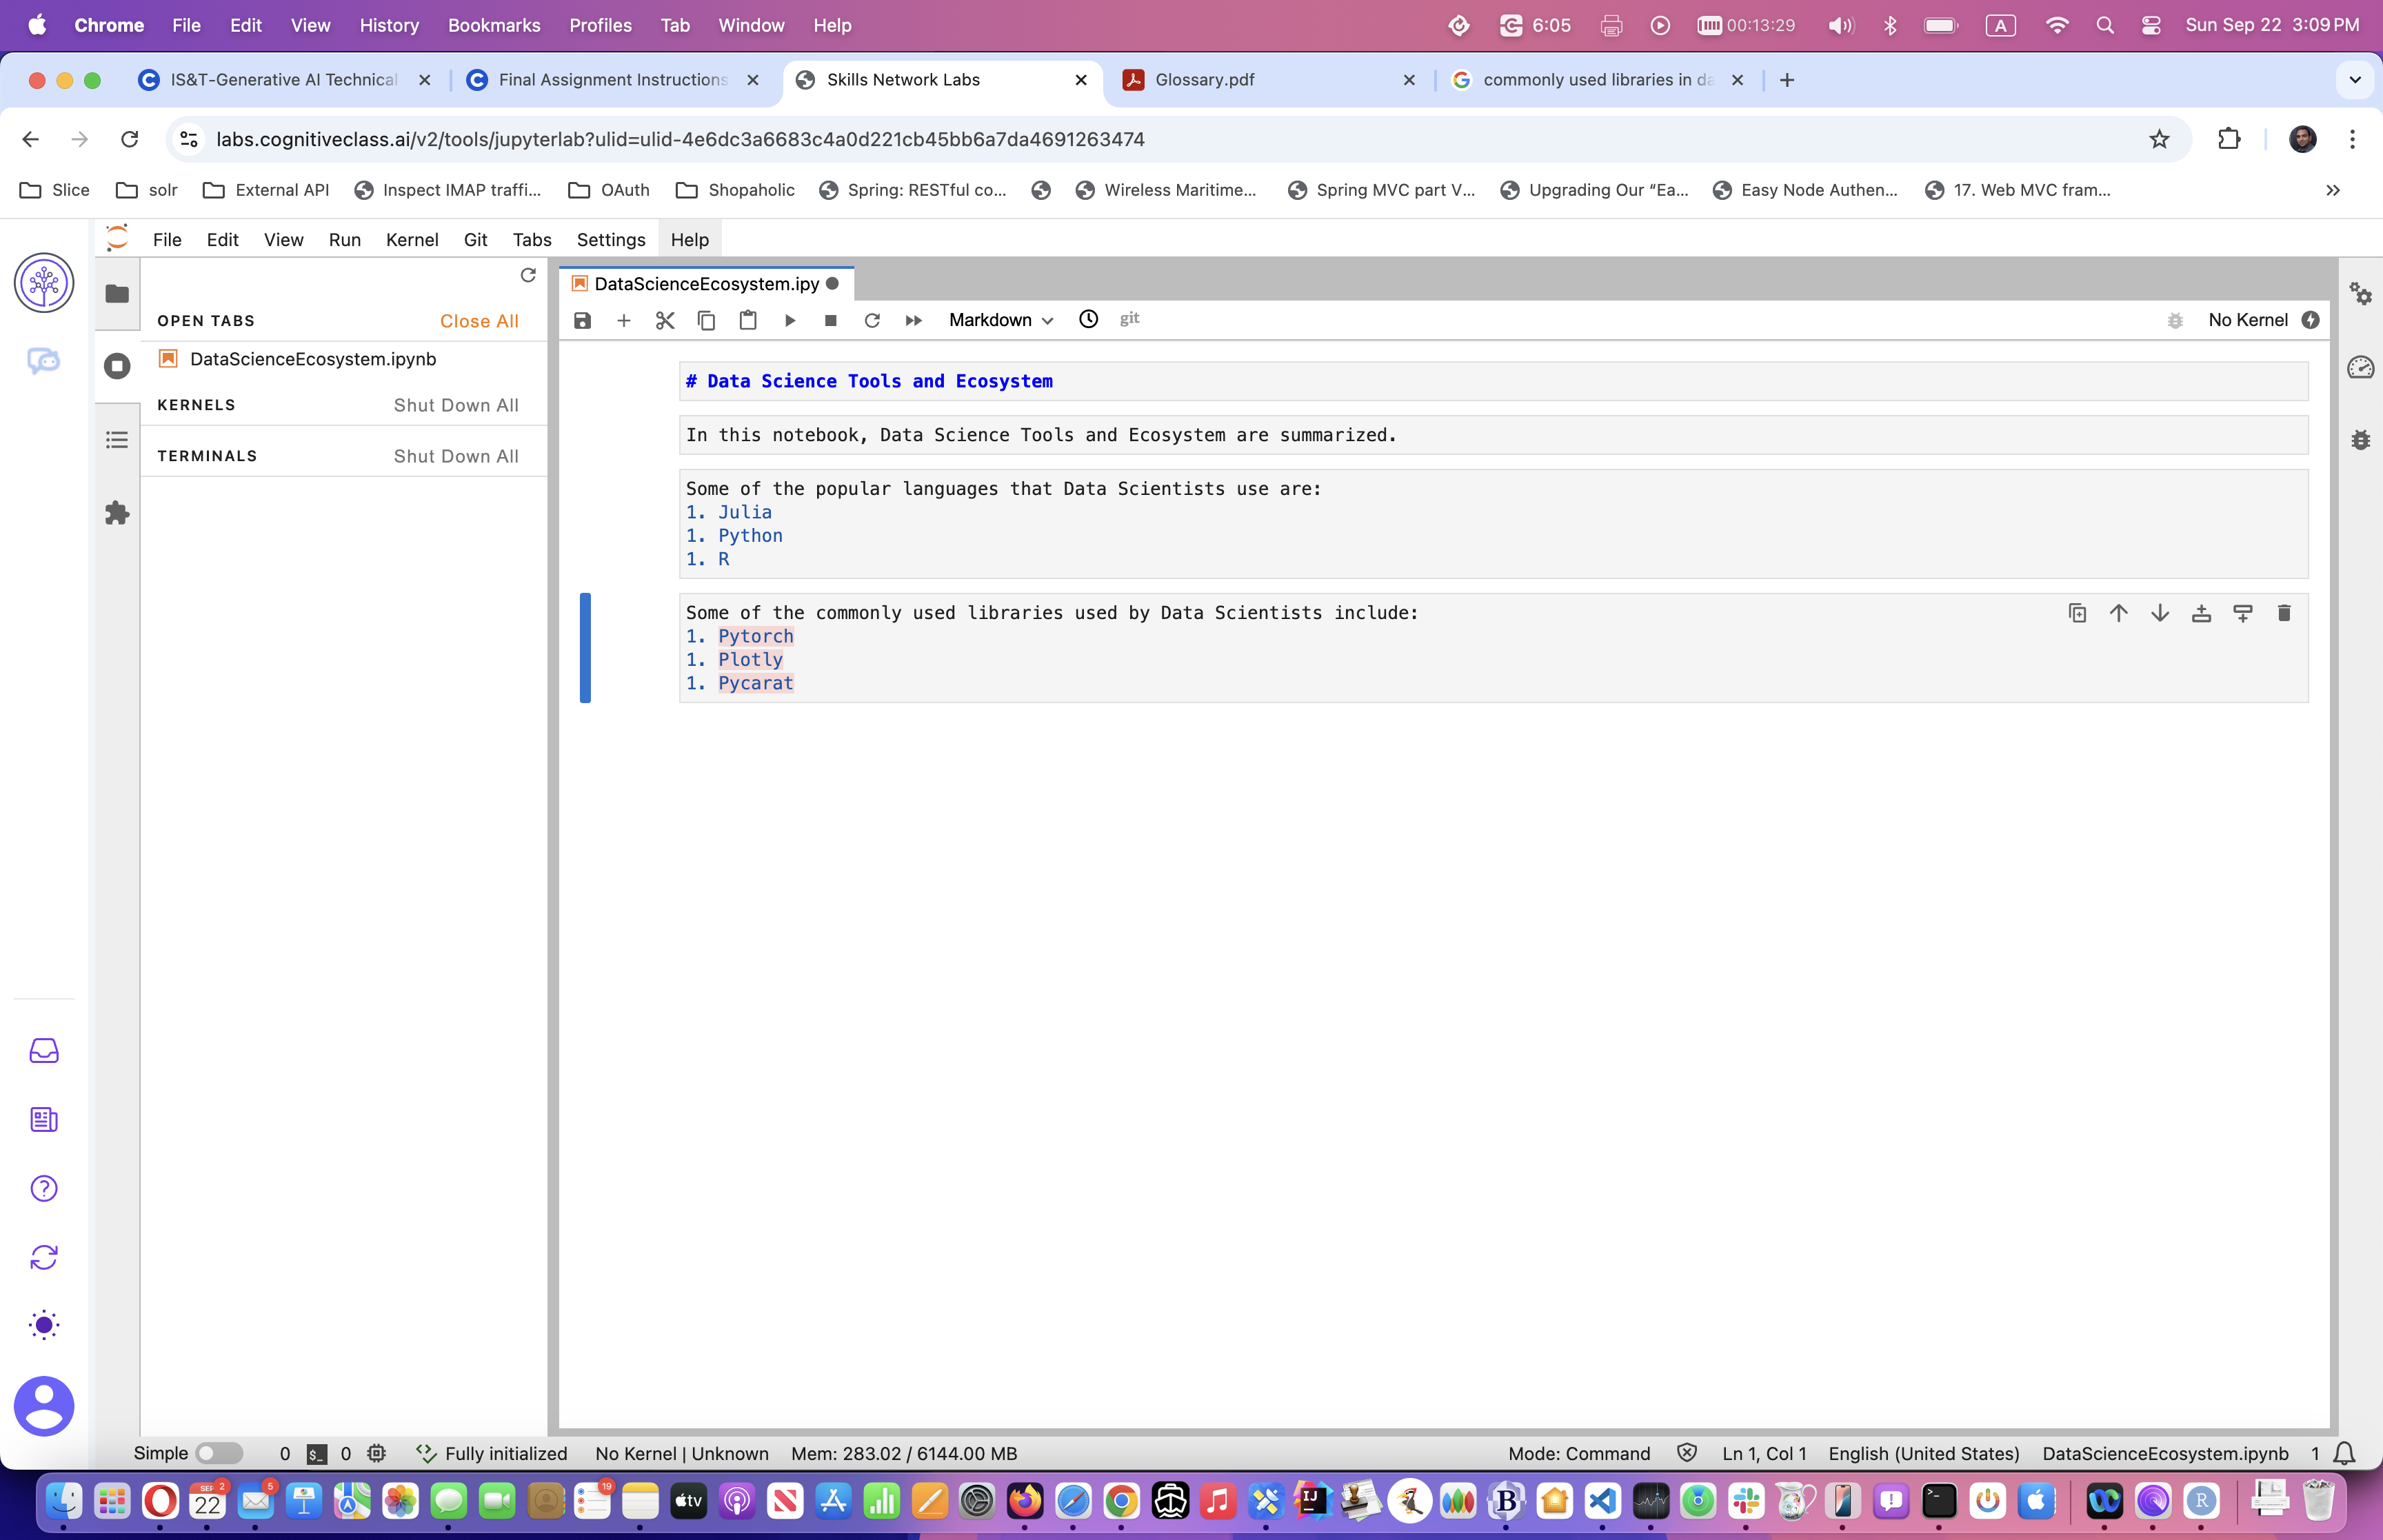 Chrome File Edit View History Bookmarks Profiles Tab Window Help 6:05 00:13:29 A Sun Sep 22 3:09 PM
IS&T-Generative AI Technical Final Assignment Instructions Skills Network Labs Glossary.pdf commonly used libraries in da
labs.cognitiveclass.ai/v2/tools/jupyterlab?ulid=ulid-4e6dc3a6683c4a0d221cb45bb6a7da4691263474
Slice solr External API Inspect IMAP traffi... OAuth Shopaholic Spring: RESTful co... Wireless Maritime... Spring MVC part V... Upgrading Our “Ea... Easy Node Authen... 17. Web MVC fram...
File Edit View Run Kernel Git Tabs Settings Help
OPEN TABS Close All
DataScienceEcosystem.ipynb
KERNELS Shut Down All
TERMINALS Shut Down All
DataScienceEcosystem.ipy
Markdown git No Kernel
# Data Science Tools and Ecosystem
In this notebook, Data Science Tools and Ecosystem are summarized.
Some of the popular languages that Data Scientists use are:
1. Julia
1. Python
1. R
Some of the commonly used libraries used by Data Scientists include:
1. Pytorch
1. Plotly
1. Pycarat
Simple 0 $_ 0 Fully initialized No Kernel | Unknown Mem: 283.02 / 6144.00 MB Mode: Command Ln 1, Col 1 English (United States) DataScienceEcosystem.ipynb 1
SEP 22 2 5 19 tv IJ B R